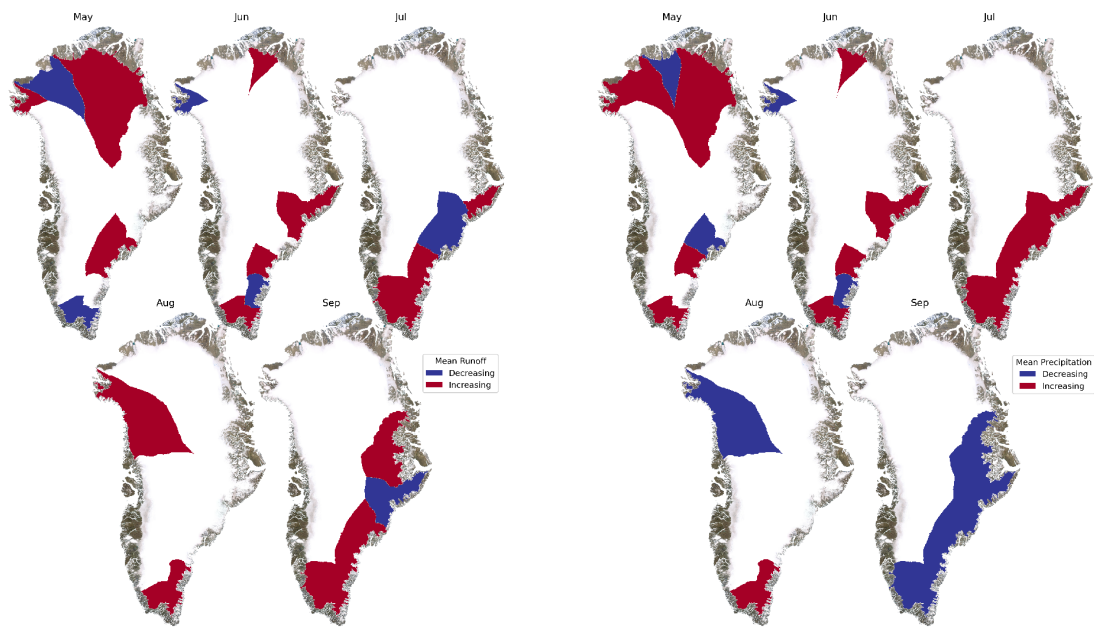 May
Jun
Jul
Aug
Sep
Mean Runoff
Decreasing
Increasing
May
Jun
Jul
Aug
Sep
Mean Precipitation
Decreasing
Increasing